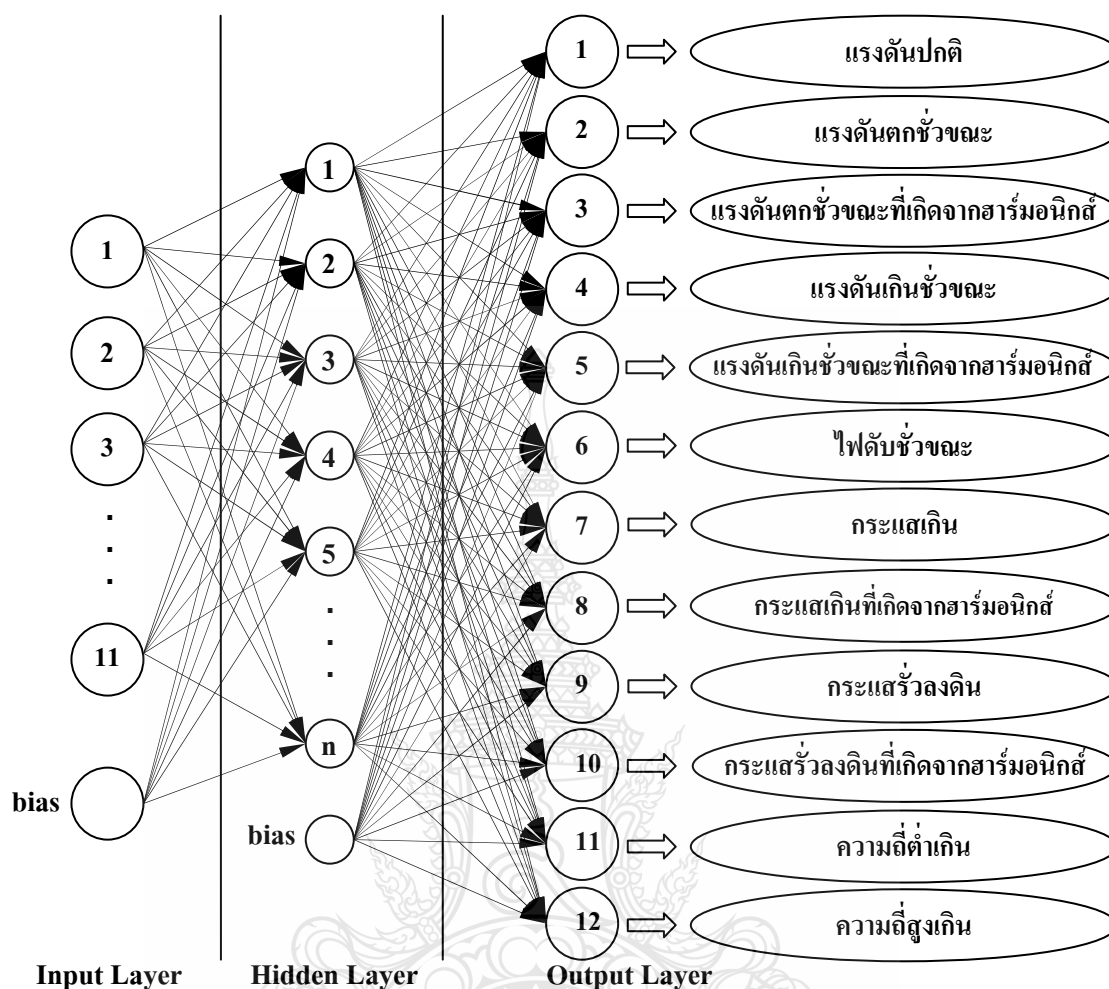 1
2
3
.
.
.
11
bias
Input Layer
1
2
3
4
5
.
.
.
n
bias
Hidden Layer
1 แรงดันปกติ
2 แรงดันตกชั่วขณะ
3 แรงดันตกชั่วขณะที่เกิดจากฮาร์มอนิกส์
4 แรงดันเกินชั่วขณะ
5 แรงดันเกินชั่วขณะที่เกิดจากฮาร์มอนิกส์
6 ไฟดับชั่วขณะ
7 กระแสเกิน
8 กระแสเกินที่เกิดจากฮาร์มอนิกส์
9 กระแสรั่วลงดิน
10 กระแสรั่วลงดินที่เกิดจากฮาร์มอนิกส์
11 ความถี่ต่ำเกิน
12 ความถี่สูงเกิน
Output Layer